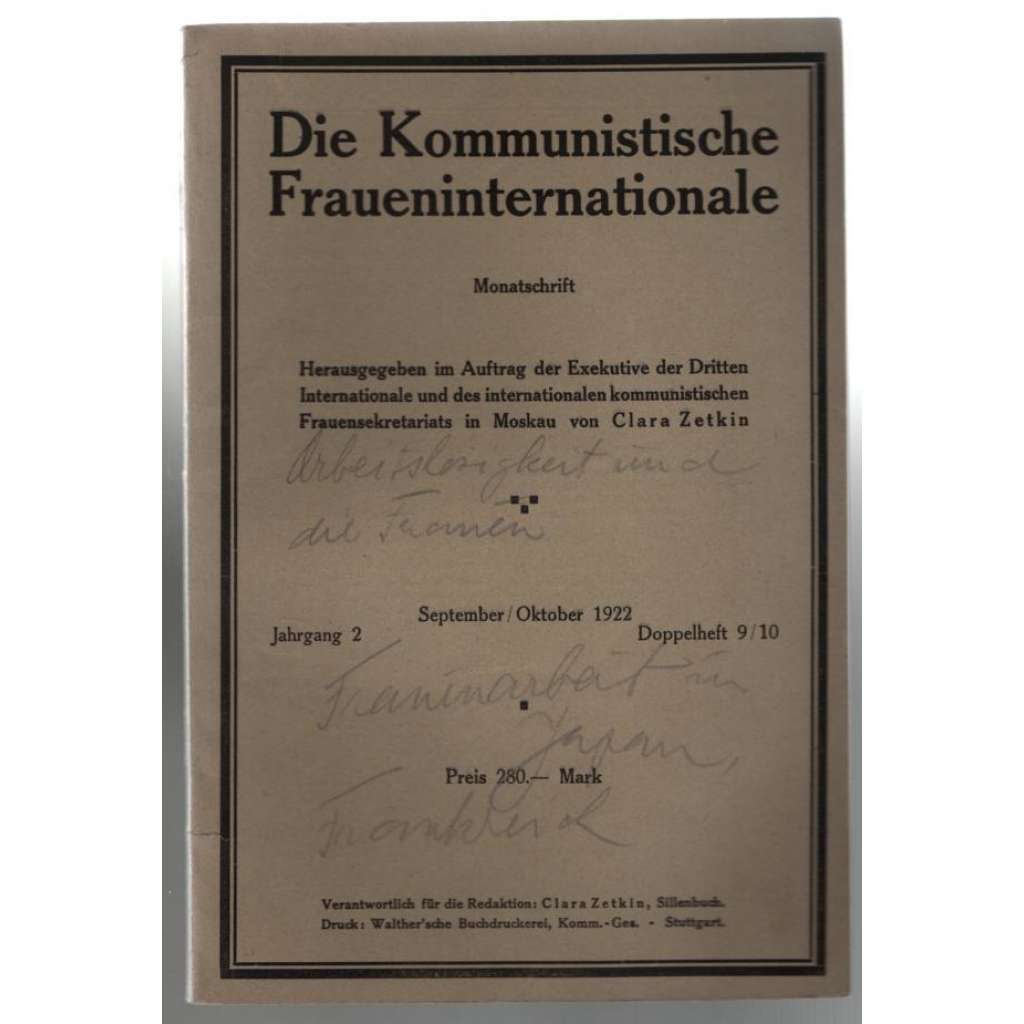 Die Kommunistische
Fraueninternationale
Monatschrift
Herausgegeben im Auftrag der Exekutive der Dritten
Internationale und des internationalen kommunistischen
Frauensekretariats in Moskau von Clara Zetkin
Arbeitslosigkeit und
die Frauen
September/Oktober 1922
Jahrgang 2
Doppelheft 9/10
Frauenarbeit in
Japan,
Preis 280.— Mark
Frankreich
Verantwortlich für die Redaktion: Clara Zetkin, Sillenbuch.
Druck: Walther'sche Buchdruckerei, Komm.-Ges. - Stuttgart.